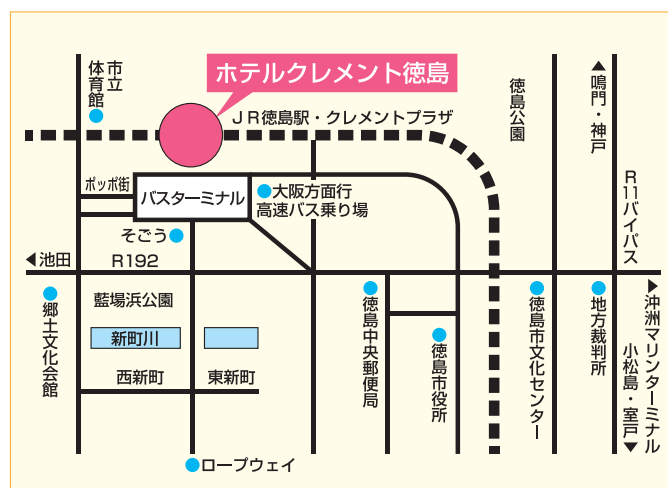 市立
体育館
ホテルクレメント徳島
JR徳島駅・クレメントプラザ
徳島公園
▲鳴門・神戸
R11バイパス
ポッポ街
バスターミナル
大阪方面行
高速バス乗り場
そごう
◀池田
R192
藍場浜公園
新町川
西新町
東新町
郷土文化会館
ロープウェイ
徳島中央郵便局
徳島市役所
徳島市文化センター
地方裁判所
▶沖洲マリンターミナル
小松島・室戸▼